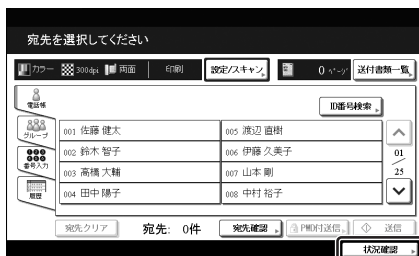 宛先を選択してください
カラー 300dpi 両面 印刷 設定/スキャン 0 ページ 送付書類一覧
電話帳 ID番号検索
グループ 001 佐藤 健太 005 渡辺 直樹
番号入力 002 鈴木 智子 006 伊藤 久美子 01
003 高橋 大輔 007 山本 剛 25
履歴 004 田中 陽子 008 中村 裕子
宛先クリア 宛先: 0件 宛先確認 PWD付送信 送信
状況確認